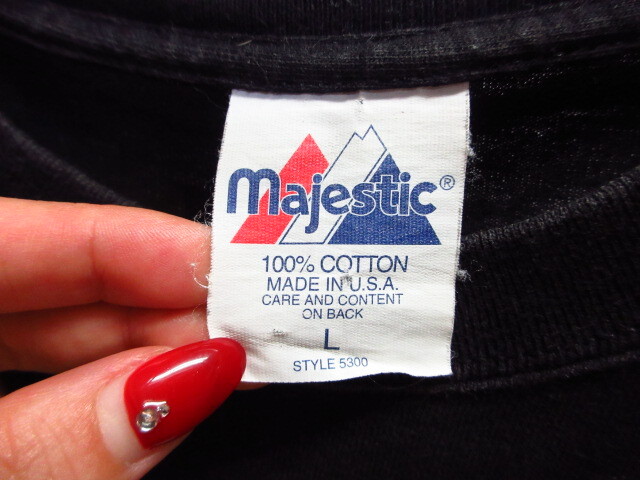 Majestic®
100% COTTON
MADE IN U.S.A.
CARE AND CONTENT
ON BACK
L
STYLE 5300